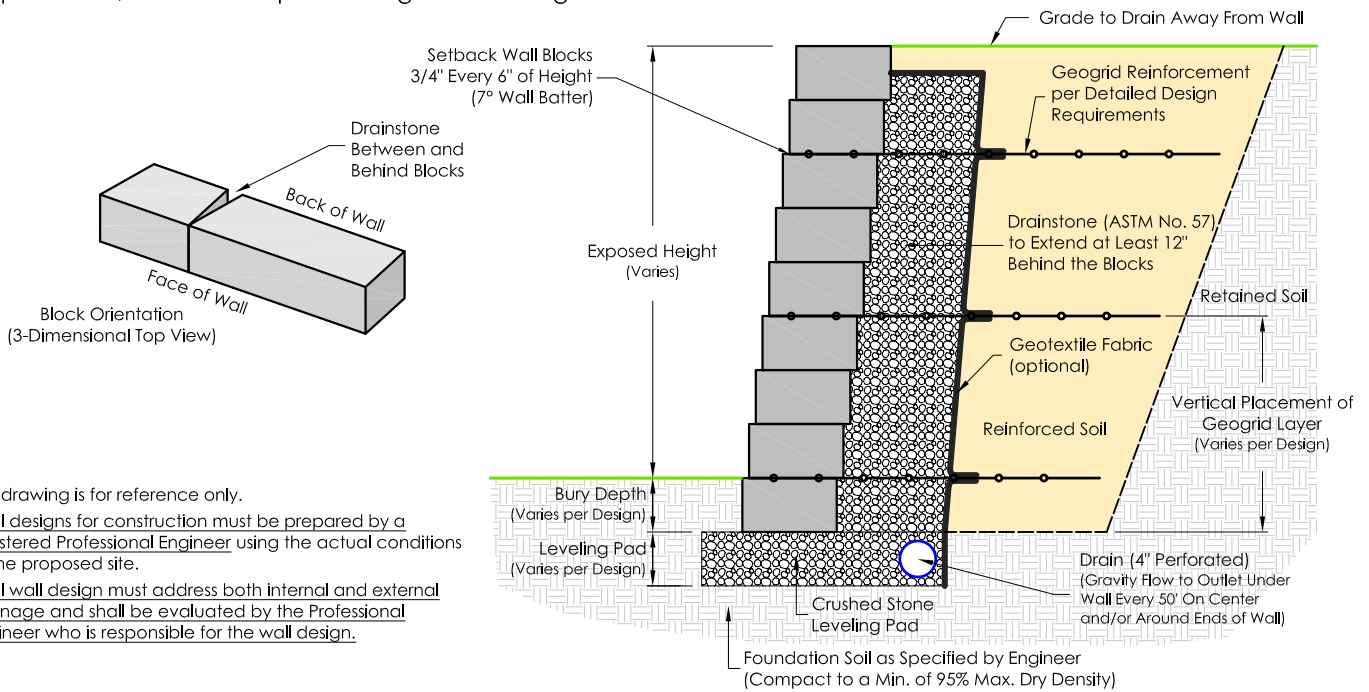 Grade to Drain Away From Wall
Setback Wall Blocks
3/4" Every 6" of Height
(7° Wall Batter)
Geogrid Reinforcement
per Detailed Design
Requirements
Drainstone
Between and
Behind Blocks
Back of Wall
Face of Wall
Block Orientation
(3-Dimensional Top View)
Exposed Height
(Varies)
Drainstone (ASTM No. 57)
to Extend at Least 12"
Behind the Blocks
Retained Soil
Geotextile Fabric
(optional)
Vertical Placement of
Geogrid Layer
(Varies per Design)
Reinforced Soil
Bury Depth
(Varies per Design)
Leveling Pad
(Varies per Design)
Crushed Stone
Leveling Pad
Drain (4" Perforated)
(Gravity Flow to Outlet Under
Wall Every 50' On Center
and/or Around Ends of Wall)
Foundation Soil as Specified by Engineer
(Compact to a Min. of 95% Max. Dry Density)
drawing is for reference only.
designs for construction must be prepared by a
Professional Engineer using the actual conditions
proposed site.
wall design must address both internal and external
and shall be evaluated by the Professional
who is responsible for the wall design.